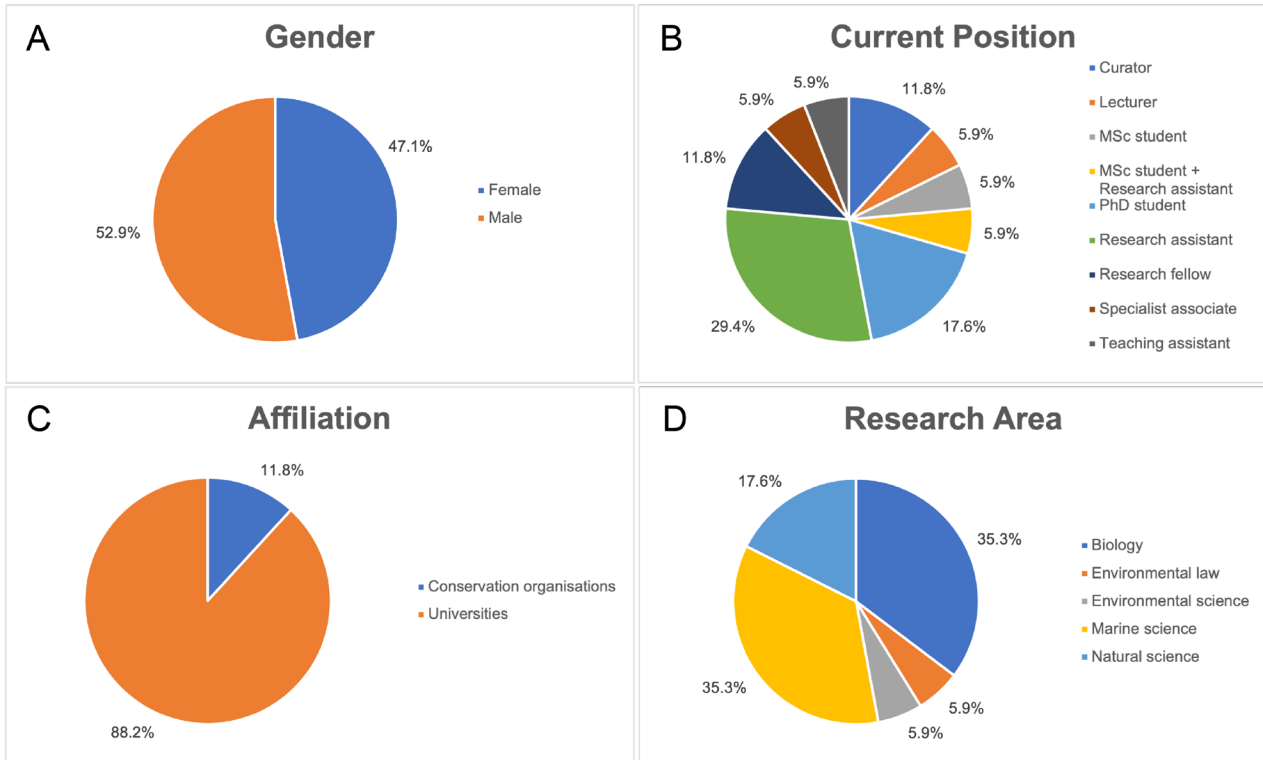 A
Gender
47.1%
52.9%
Female
Male
B
Current Position
11.8%
5.9%
5.9%
5.9%
17.6%
29.4%
11.8%
5.9%
5.9%
Curator
Lecturer
MSc student
MSc student +
Research assistant
PhD student
Research assistant
Research fellow
Specialist associate
Teaching assistant
C
Affiliation
11.8%
88.2%
Conservation organisations
Universities
D
Research Area
35.3%
5.9%
5.9%
35.3%
17.6%
Biology
Environmental law
Environmental science
Marine science
Natural science